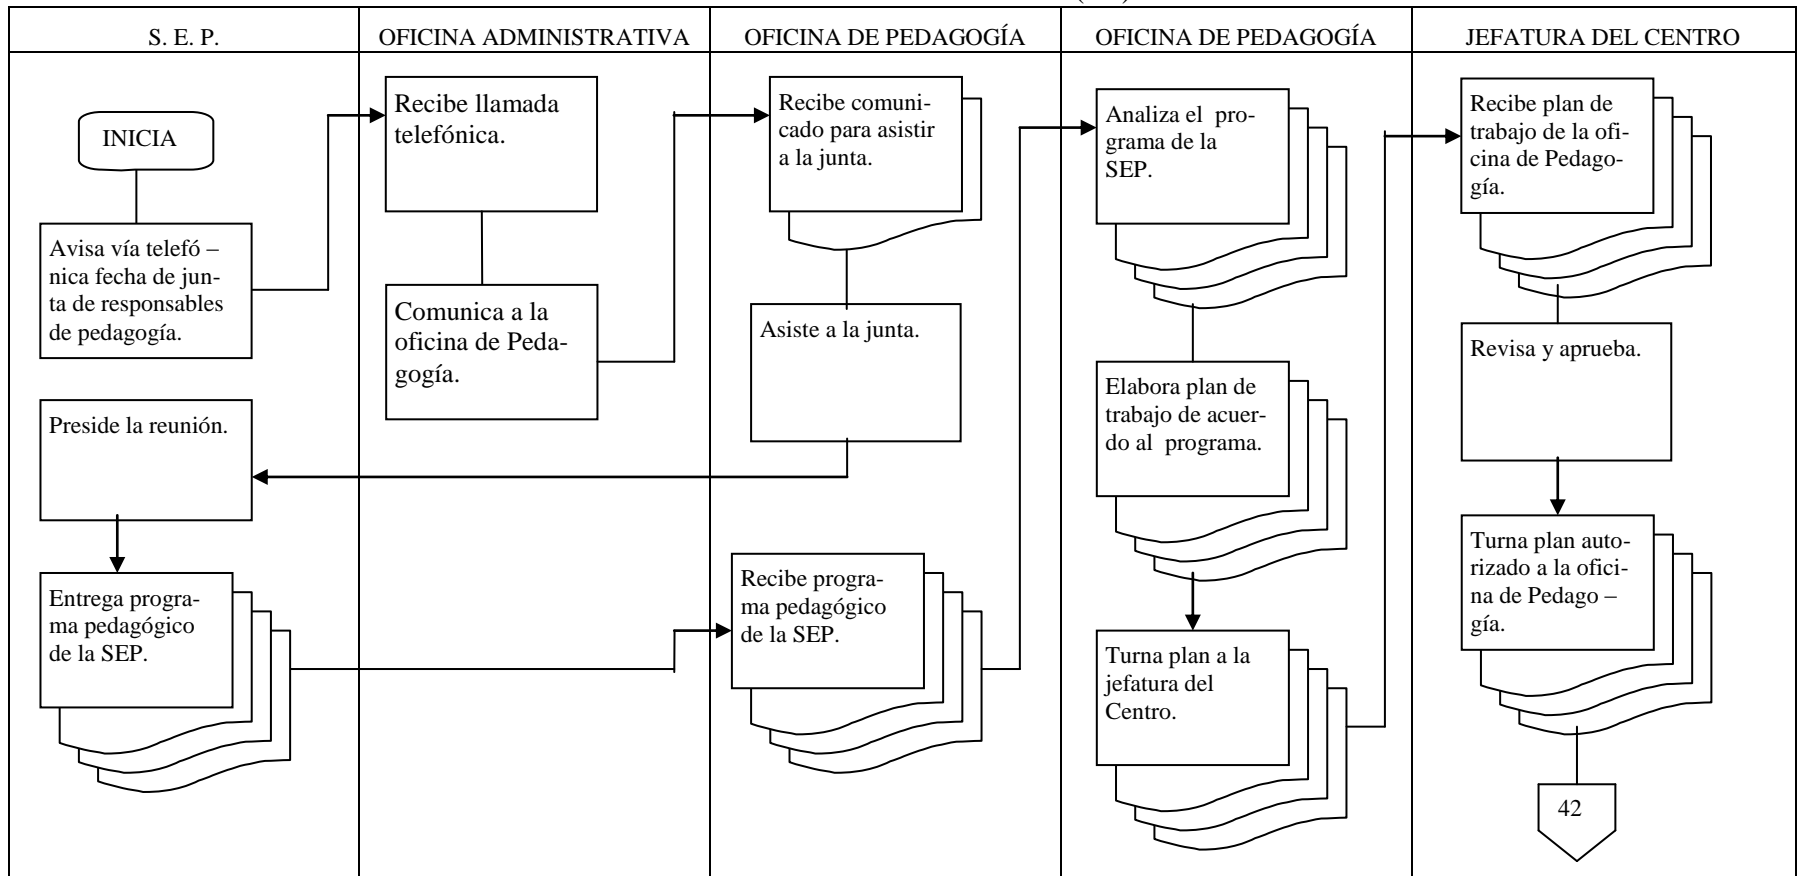 S. E. P.
OFICINA ADMINISTRATIVA
OFICINA DE PEDAGOGÍA
OFICINA DE PEDAGOGÍA
JEFATURA DEL CENTRO
INICIA
Avisa vía telefó –
nica fecha de jun-
ta de responsables
de pedagogía.
Preside la reunión.
Entrega progra-
ma pedagógico
de la SEP.
Recibe llamada
telefónica.
Comunica a la
oficina de Peda-
gogía.
Recibe comuni-
cado para asistir
a la junta.
Asiste a la junta.
Recibe progra-
ma pedagógico
de la SEP.
Analiza el  pro-
grama de la
SEP.
Elabora plan de
trabajo de acuer-
do al  programa.
Turna plan a la
jefatura del
Centro.
Recibe plan de
trabajo de la ofi-
cina de Pedago-
gía.
Revisa y aprueba.
Turna plan auto-
rizado a la ofici-
na de Pedago –
gía.
42